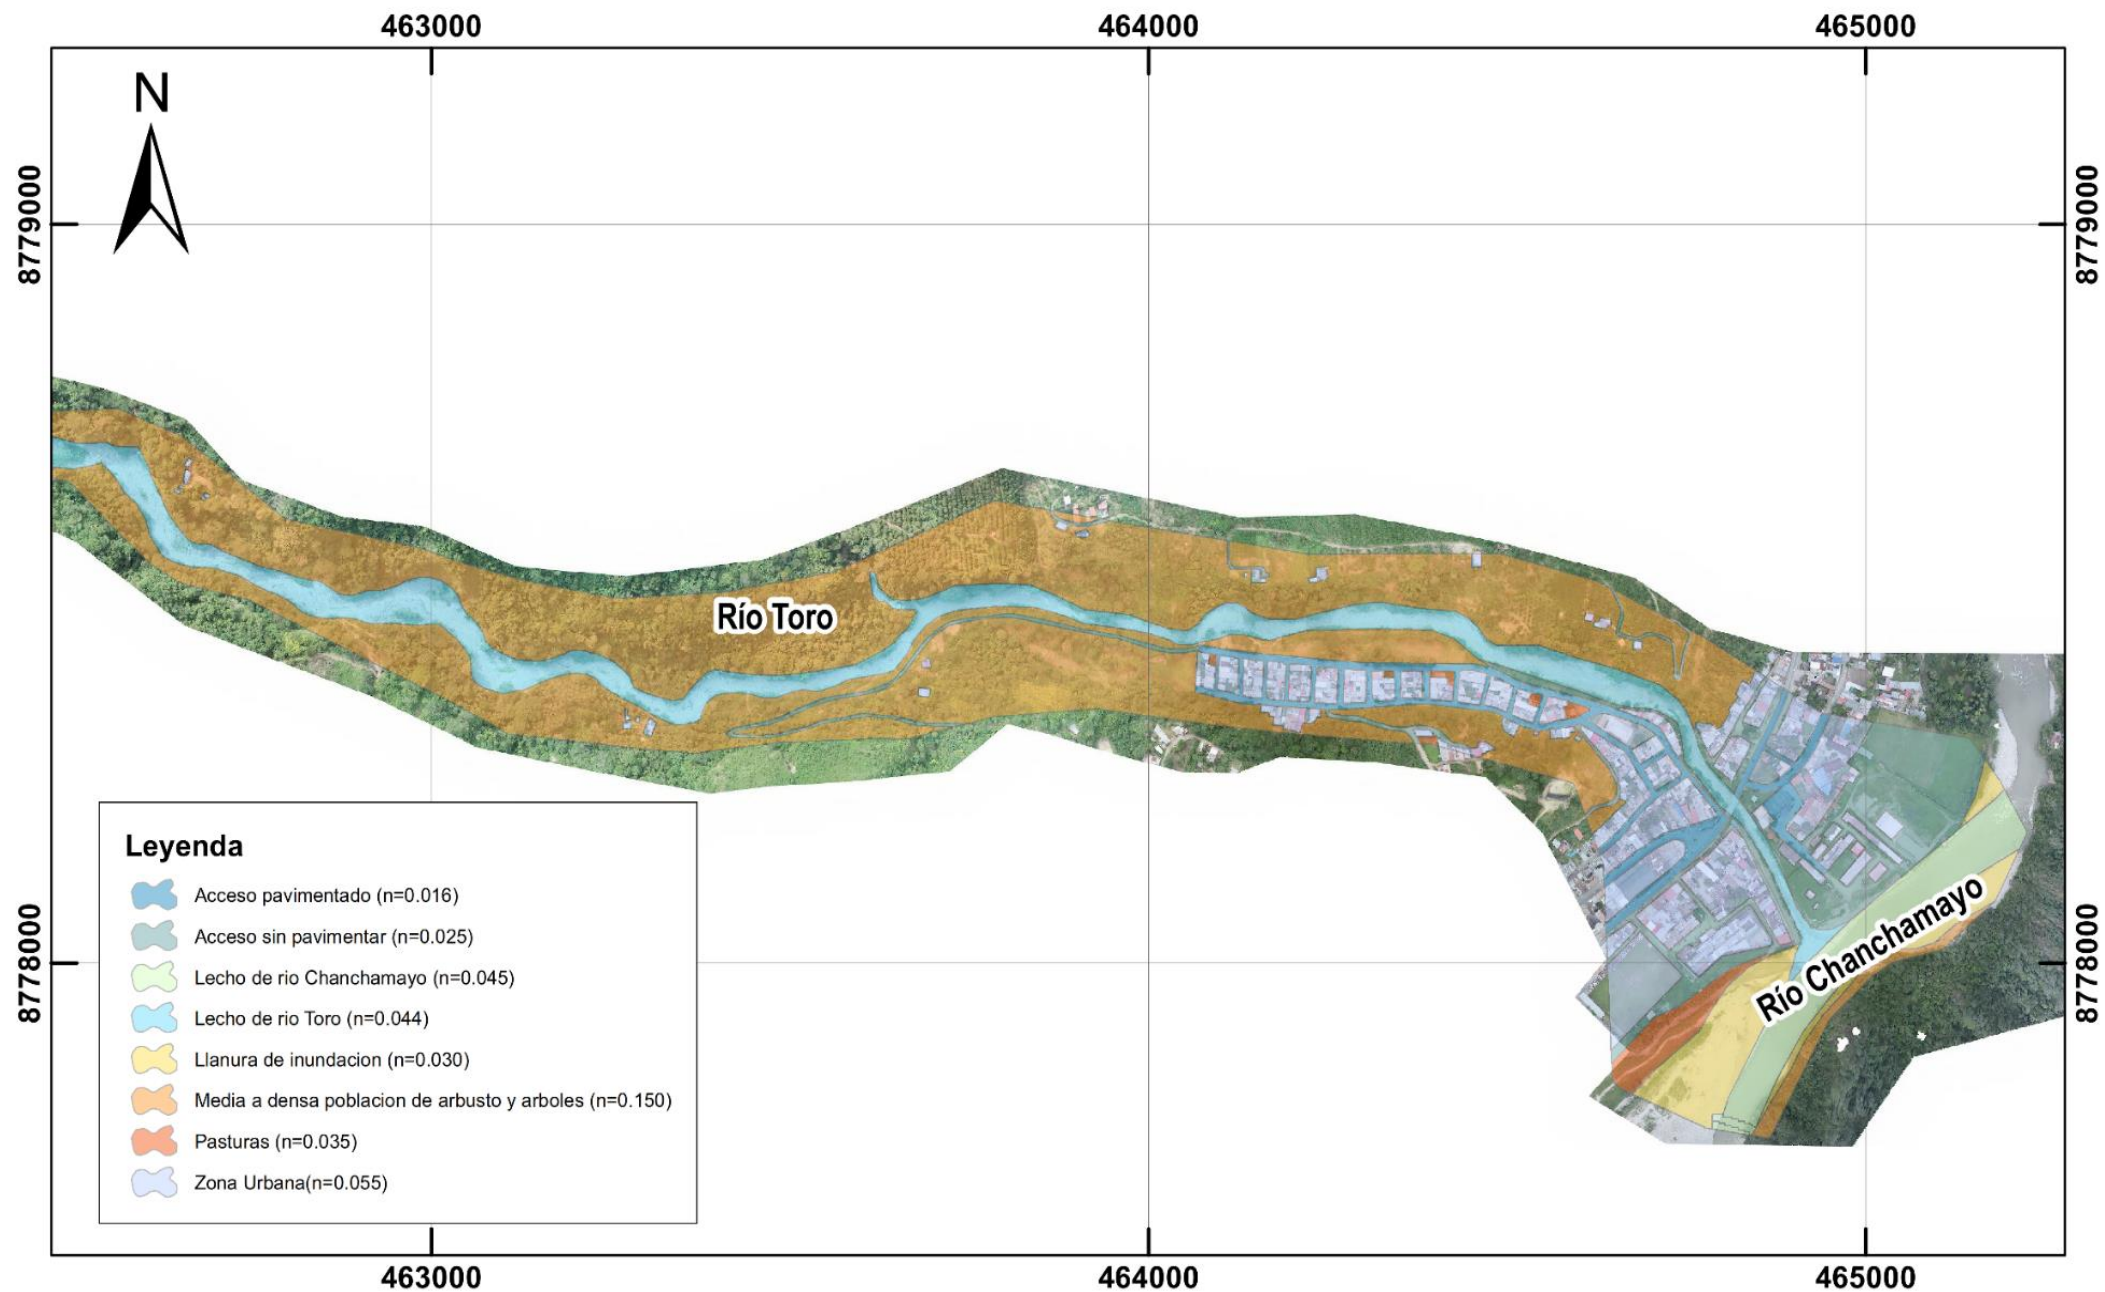 463000
464000
465000
N
8779000
8779000
Río Toro
Leyenda
Acceso pavimentado (n=0.016)
Acceso sin pavimentar (n=0.025)
Lecho de rio Chanchamayo (n=0.045)
Lecho de rio Toro (n=0.044)
Llanura de inundacion (n=0.030)
Media a densa poblacion de arbusto y arboles (n=0.150)
Pasturas (n=0.035)
Zona Urbana(n=0.055)
Río Chanchamayo
8778000
8778000
463000
464000
465000